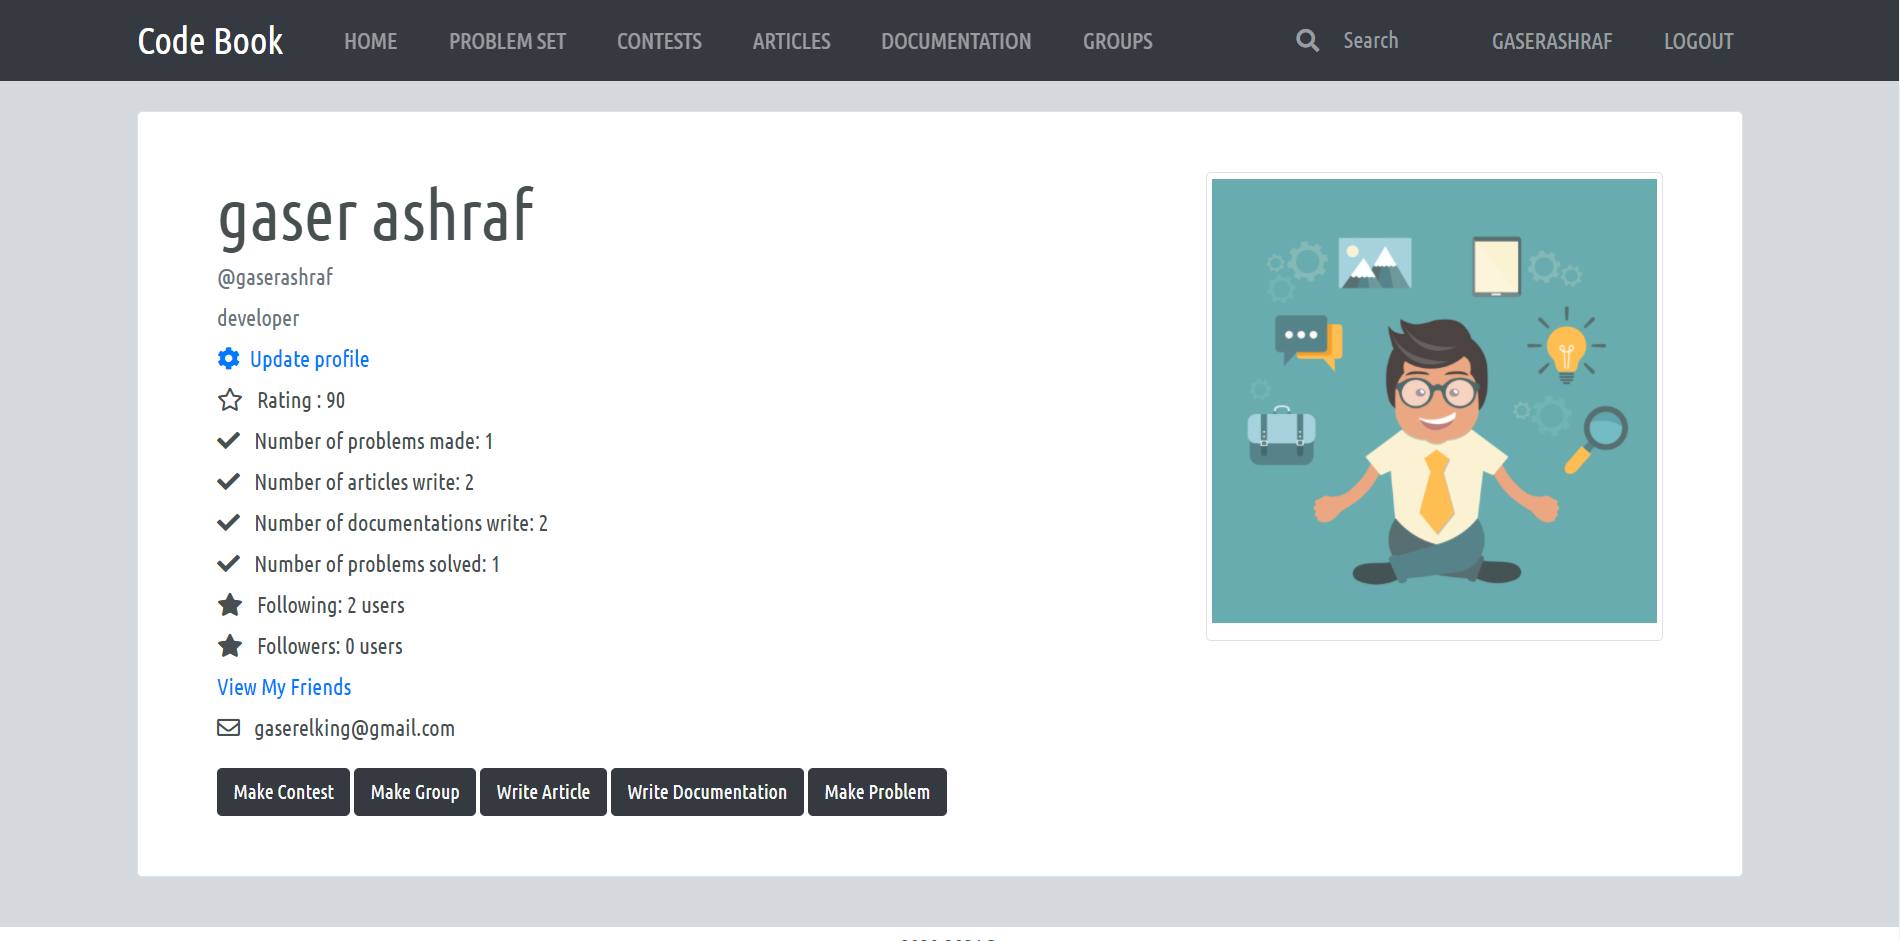 Code Book HOME PROBLEM SET CONTESTS ARTICLES DOCUMENTATION GROUPS Search GASERASHRAF LOGOUT
gaser ashraf
@gaserashraf
developer
Update profile
Rating : 90
Number of problems made: 1
Number of articles write: 2
Number of documentations write: 2
Number of problems solved: 1
Following: 2 users
Followers: 0 users
View My Friends
gaserelking@gmail.com
Make Contest Make Group Write Article Write Documentation Make Problem